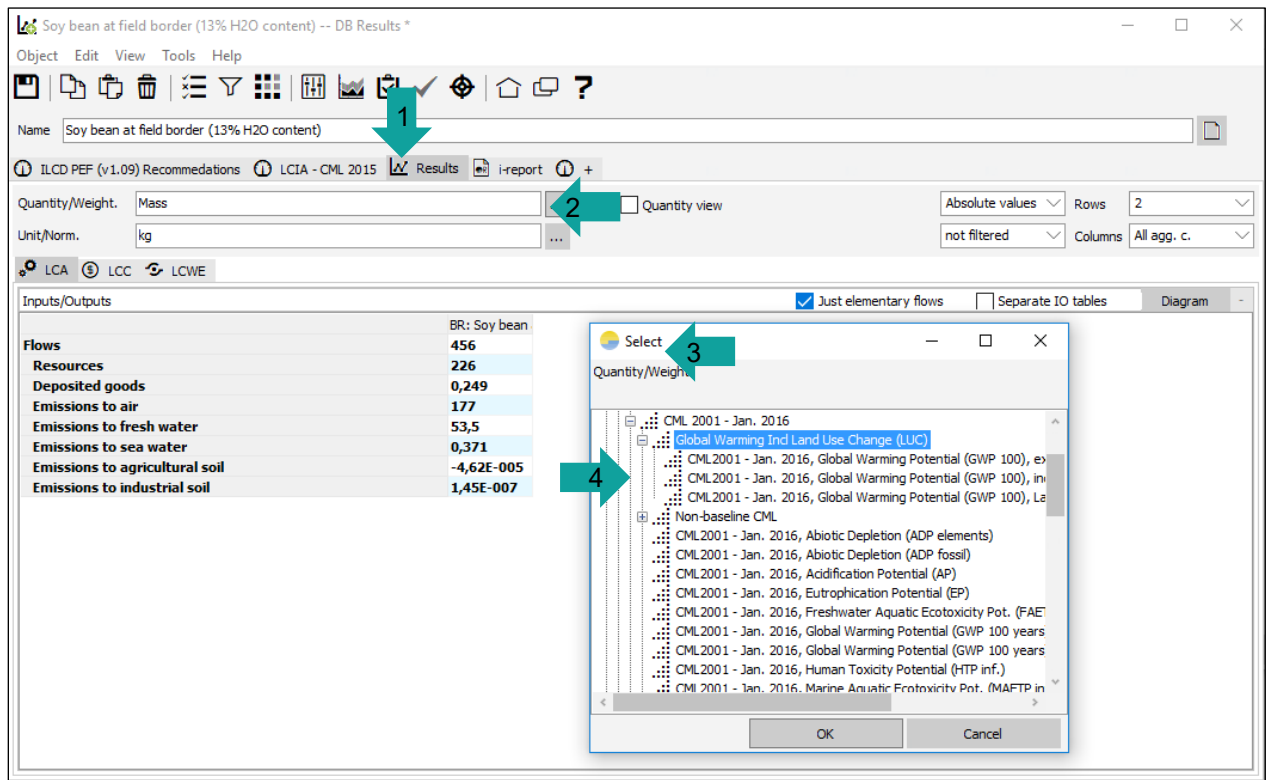 Soy bean at field border (13% H2O content) -- DB Results *
Object Edit View Tools Help
1
Name Soy bean at field border (13% H2O content)
ILCD PEF (v1.09) Recommedations LCIA - CML 2015 Results i-report +
Quantity/Weight. Mass 2 Quantity view Absolute values Rows 2
Unit/Norm. kg ... not filtered Columns All agg. c.
LCA LCC LCWE
Inputs/Outputs Just elementary flows Separate IO tables Diagram -
BR: Soy bean
Flows 456
Resources 226
Deposited goods 0,249
Emissions to air 177
Emissions to fresh water 53,5
Emissions to sea water 0,371
Emissions to agricultural soil -4,62E-005
Emissions to industrial soil 1,45E-007
Select 3
Quantity/Weight
CML 2001 - Jan. 2016
Global Warming Ind Land Use Change (LUC)
4
CML2001 - Jan. 2016, Global Warming Potential (GWP 100), ex
CML2001 - Jan. 2016, Global Warming Potential (GWP 100), in
CML2001 - Jan. 2016, Global Warming Potential (GWP 100), La
Non-baseline CML
CML2001 - Jan. 2016, Abiotic Depletion (ADP elements)
CML2001 - Jan. 2016, Abiotic Depletion (ADP fossil)
CML2001 - Jan. 2016, Acidification Potential (AP)
CML2001 - Jan. 2016, Eutrophication Potential (EP)
CML2001 - Jan. 2016, Freshwater Aquatic Ecotoxicity Pot. (FAET
CML2001 - Jan. 2016, Global Warming Potential (GWP 100 years
CML2001 - Jan. 2016, Global Warming Potential (GWP 100 years
CML2001 - Jan. 2016, Human Toxicity Potential (HTP inf.)
CML2001 - Jan. 2016, Marine Aquatic Ecotoxicity Pot. (MAETP in
OK Cancel